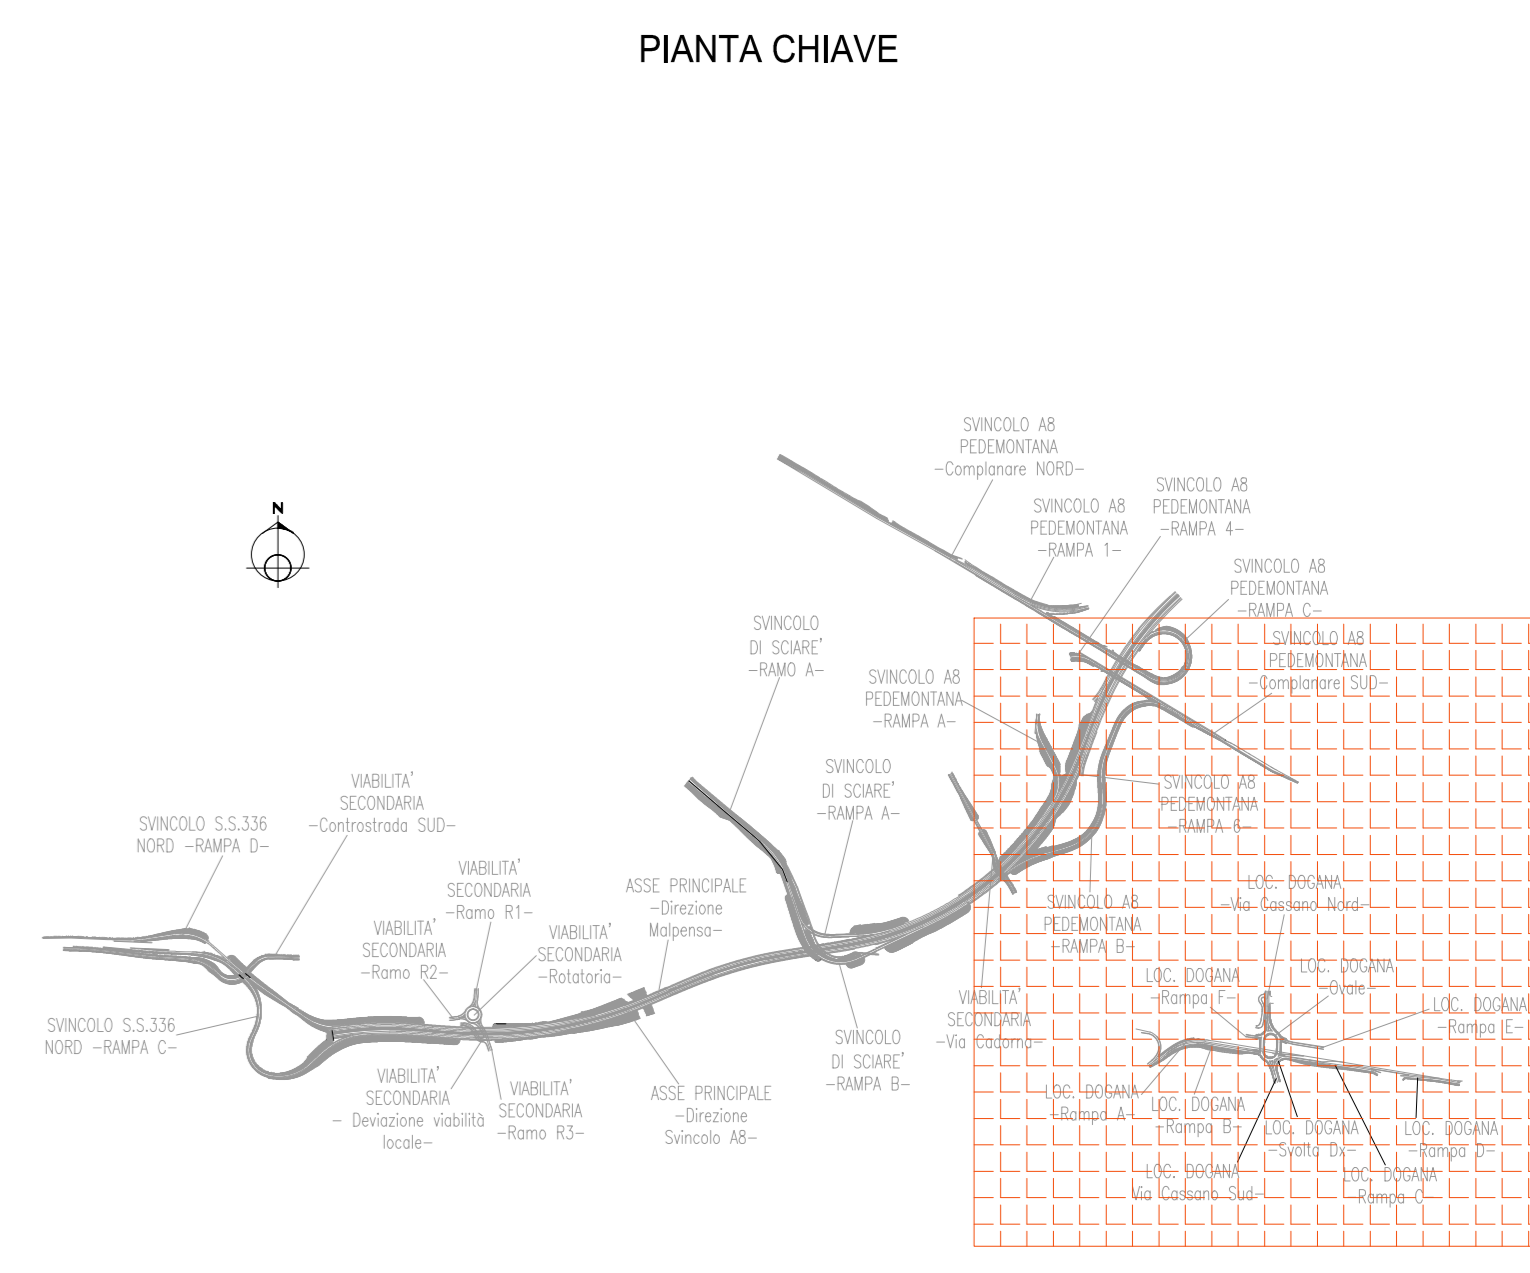 PIANTA CHIAVE
SVINCOLO A8
PEDEMONTANA
-Complanare NORD-
SVINCOLO A8
PEDEMONTANA
-RAMPA 4-
SVINCOLO A8
PEDEMONTANA
-RAMPA 1-
N
SVINCOLO A8
PEDEMONTANA
-RAMPA C-
SVINCOLO
DI SCIARE'
-RAMO A-
SVINCOLO A8
PEDEMONTANA
-Complanare SUD-
SVINCOLO A8
PEDEMONTANA
-RAMPA A-
SVINCOLO
DI SCIARE'
-RAMPA A-
VIABILITA'
SECONDARIA
-Controstrada SUD-
SVINCOLO A8
PEDEMONTANA
-RAMPA 6-
SVINCOLO S.S.336
NORD -RAMPA D-
VIABILITA'
SECONDARIA
-Ramo R1-
ASSE PRINCIPALE
-Direzione
Malpensa-
LOC. DOGANA
-Via Cassano Nord-
SVINCOLO A8
PEDEMONTANA
-RAMPA B-
VIABILITA'
SECONDARIA
-Ramo R2-
VIABILITA'
SECONDARIA
-Rotatoria-
LOC. DOGANA
-Ovale-
LOC. DOGANA
-Rampa F-
VIABILITA'
SECONDARIA
-Via Cadorna-
LOC. DOGANA
-Rampa E-
SVINCOLO S.S.336
NORD -RAMPA C-
SVINCOLO
DI SCIARE'
-RAMPA B-
VIABILITA'
SECONDARIA
- Deviazione viabilità
locale-
VIABILITA'
SECONDARIA
-Ramo R3-
ASSE PRINCIPALE
-Direzione
Svincolo A8-
LOC. DOGANA
-Rampa A-
LOC. DOGANA
-Rampa B-
LOC. DOGANA
-Svolta Dx-
LOC. DOGANA
-Rampa D-
LOC. DOGANA
Via Cassano Sud-
LOC. DOGANA
-Rampa C-